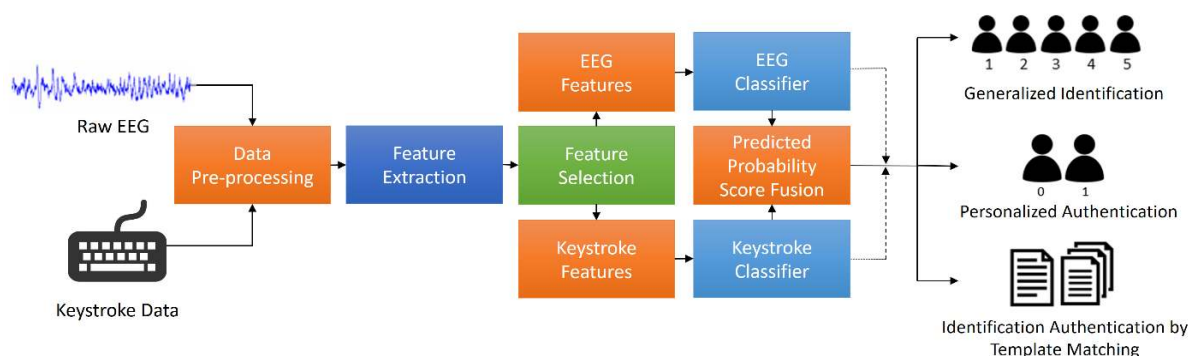 Raw EEG
Keystroke Data
Data
Pre-processing
Feature
Extraction
Feature
Selection
EEG
Features
Keystroke
Features
EEG
Classifier
Predicted
Probability
Score Fusion
Keystroke
Classifier
1 2 3 4 5
Generalized Identification
0 1
Personalized Authentication
Identification Authentication by
Template Matching